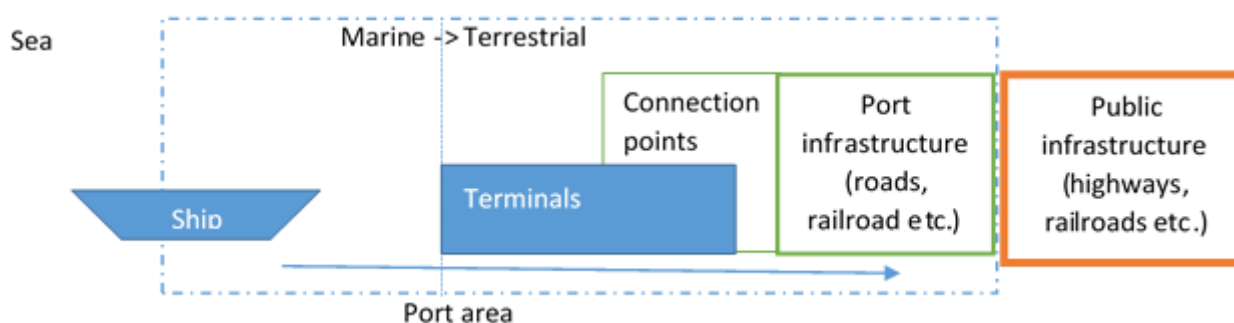 Sea
Marine -> Terrestrial
Connection
points
Port
infrastructure
(roads,
railroad etc.)
Public
infrastructure
(highways,
railroads etc.)
Terminals
Ship
Port area